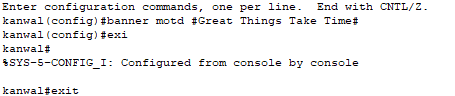 Enter configuration commands, one per line.  End with CNTL/Z.
kanwal(config)#banner motd #Great Things Take Time#
kanwal(config)#exi
kanwal#
%SYS-5-CONFIG_I: Configured from console by console
kanwal#exit